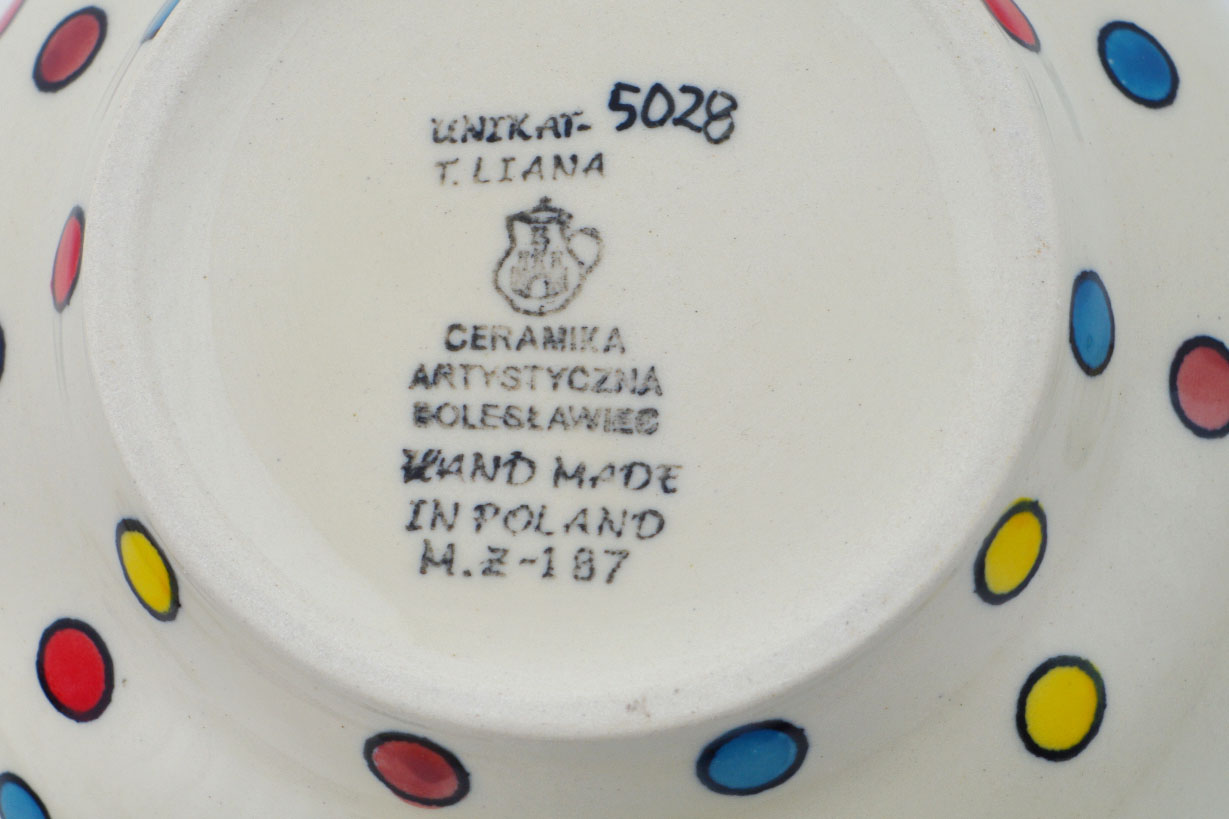 UNIKAT- 5028
T. LIANA
B
CERAMIKA
ARTYSTYCZNA
BOLESŁAWIEC
HAND MADE
IN POLAND
M.Z-187